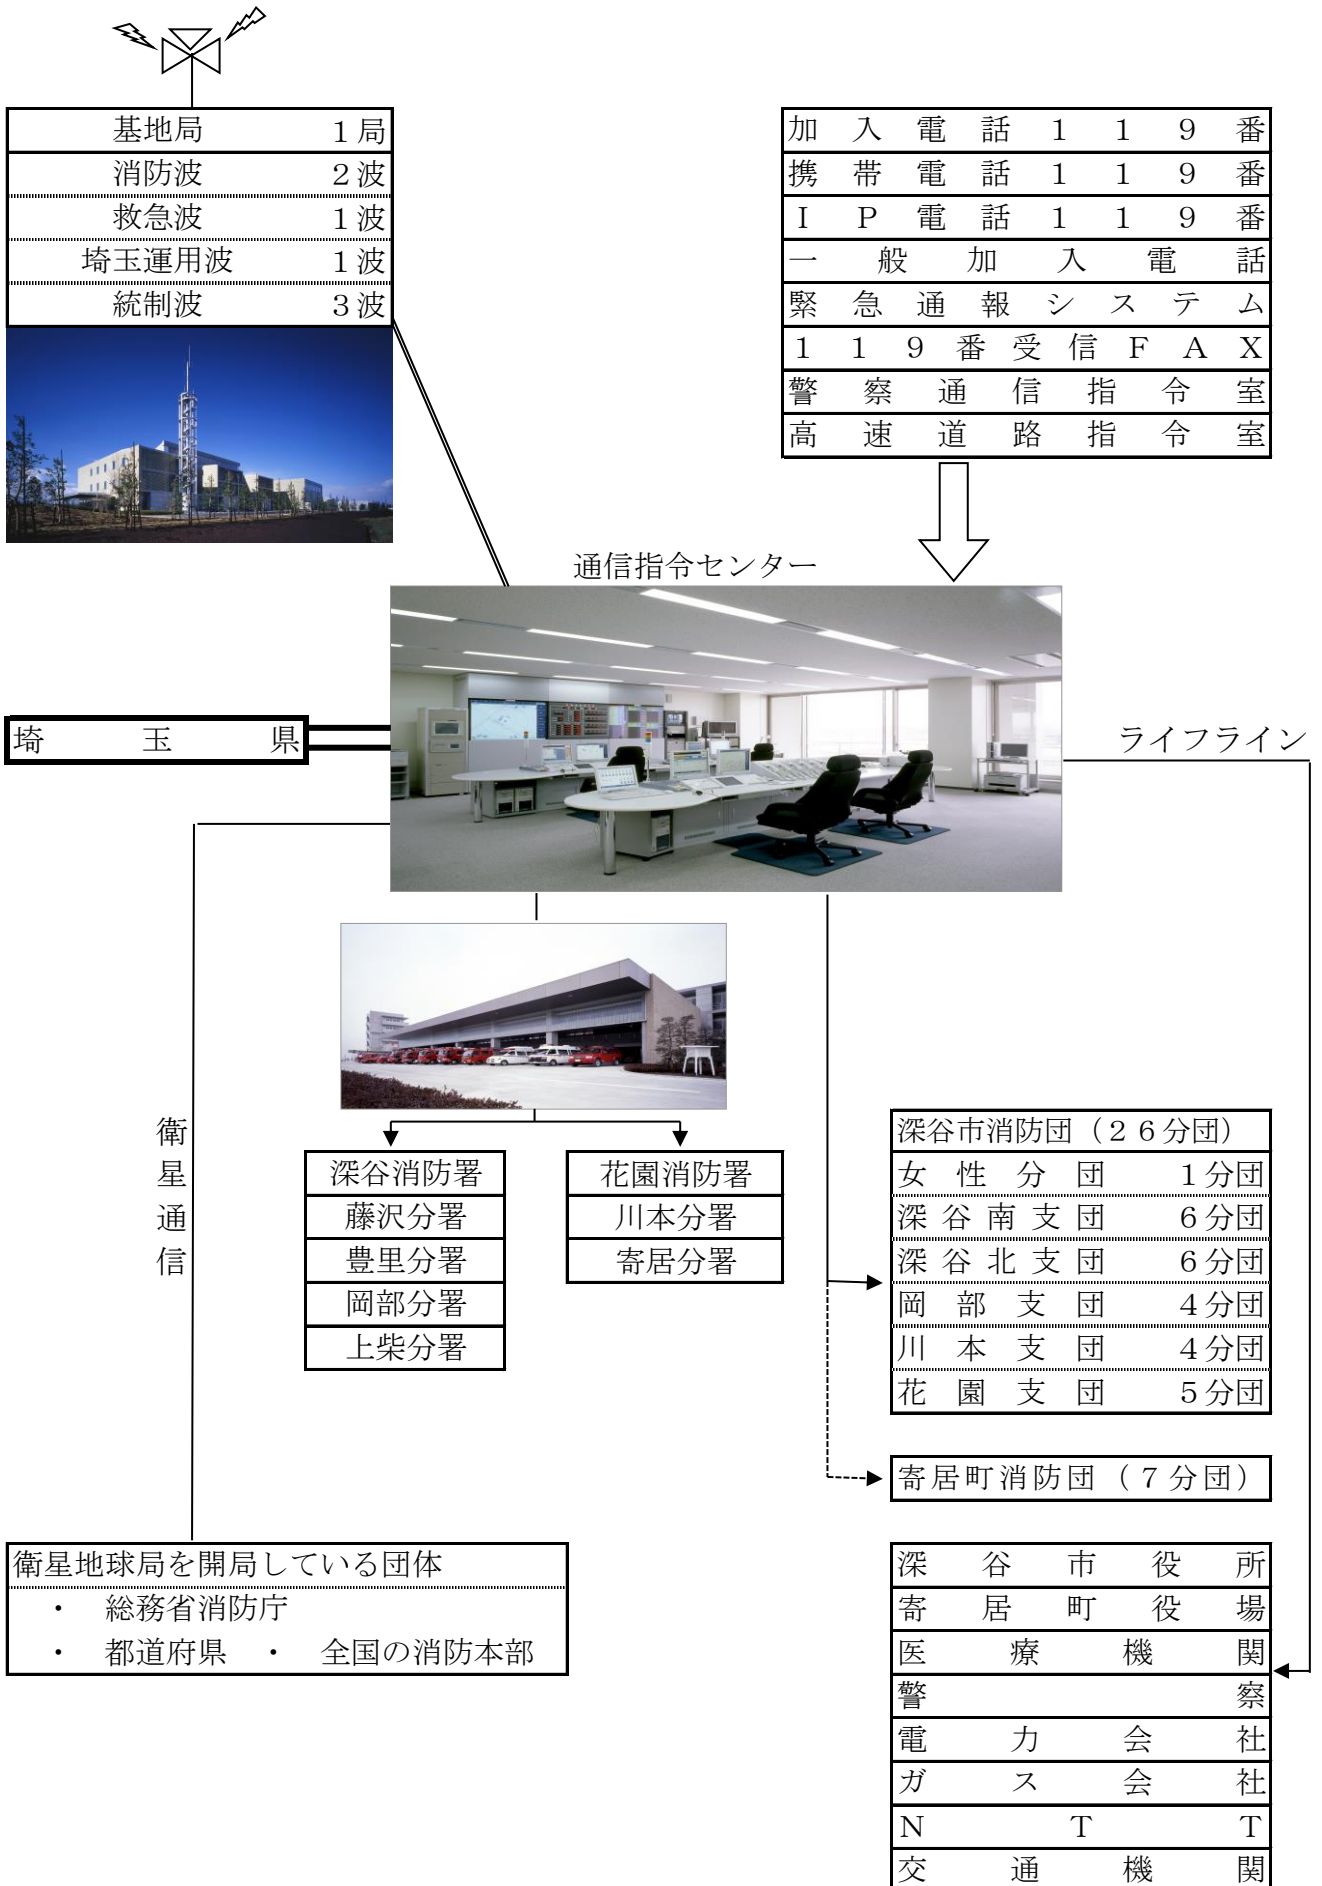 基地局 １局
消防波 ２波
救急波 １波
埼玉運用波 １波
統制波 ３波
加入電話１１９番
携帯電話１１９番
ＩＰ電話１１９番
一般加入電話
緊急通報システム
１１９番受信ＦＡＸ
警察通信指令室
高速道路指令室
通信指令センター
埼玉県
ライフライン
衛星通信
深谷消防署
藤沢分署
豊里分署
岡部分署
上柴分署
花園消防署
川本分署
寄居分署
深谷市消防団（２６分団）
女性分団 １分団
深谷南支団 ６分団
深谷北支団 ６分団
岡部支団 ４分団
川本支団 ４分団
花園支団 ５分団
寄居町消防団（７分団）
衛星地球局を開局している団体
・ 総務省消防庁
・ 都道府県 ・ 全国の消防本部
深谷市役所
寄居町役場
医療機関
警察
電力会社
ガス会社
ＮＴＴ
交通機関